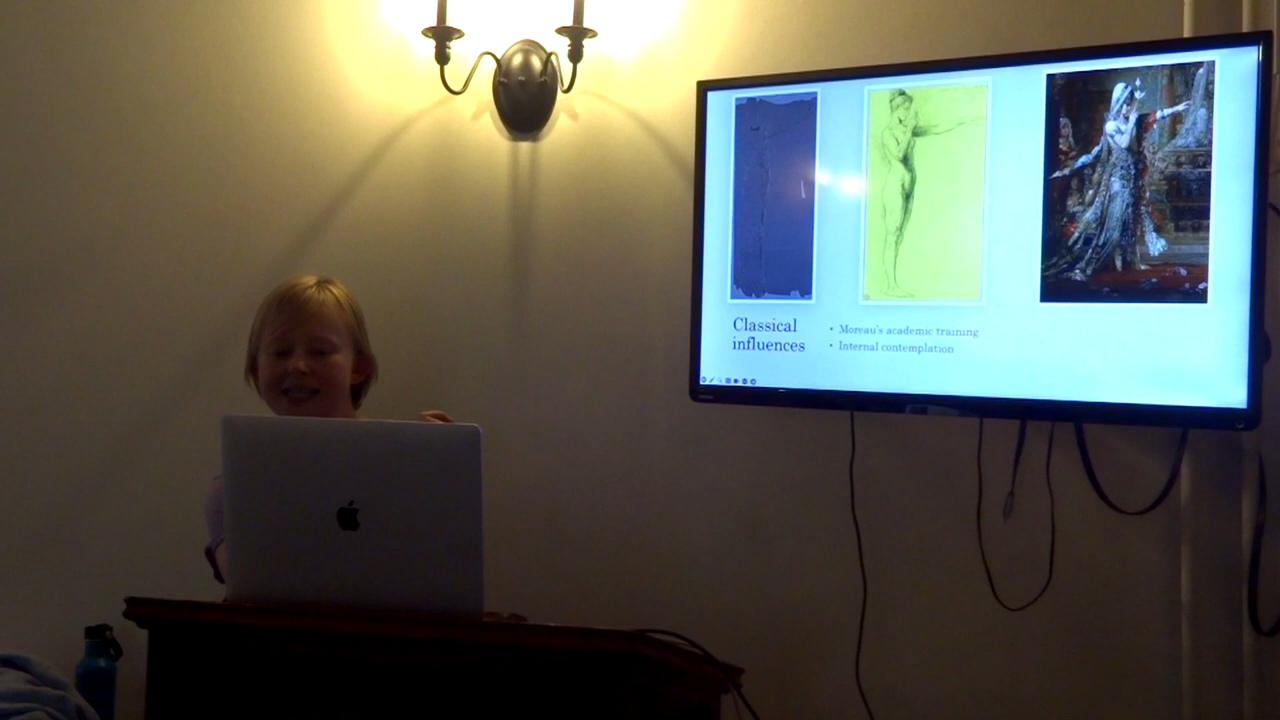 Classical
influences
• Moreau's academic training
• Internal contemplation